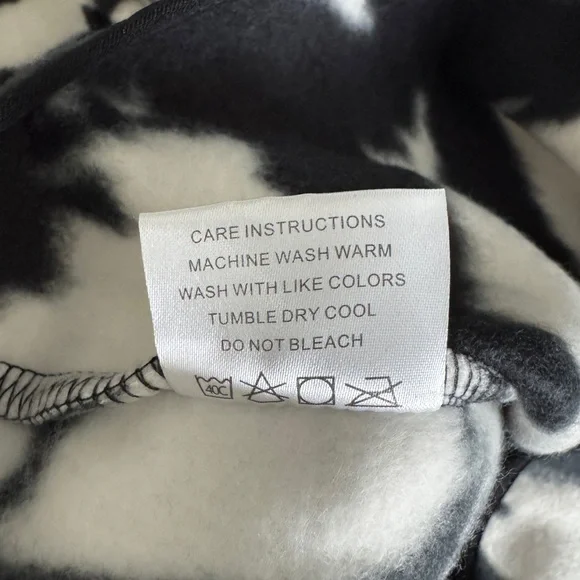 CARE INSTRUCTIONS
MACHINE WASH WARM
WASH WITH LIKE COLORS
TUMBLE DRY COOL
DO NOT BLEACH
40C